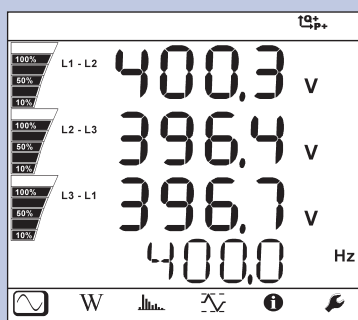 Q+
P+
100%
50%
10%
L1 - L2 400.3 V
100%
50%
10%
L2 - L3 396.4 V
100%
50%
10%
L3 - L1 396.7 V
400.0 Hz
W
i